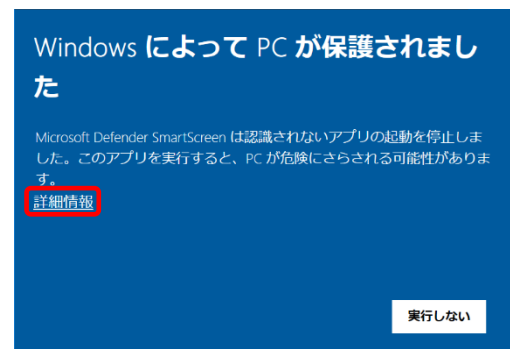 Windows によって PC が保護されまし
た
Microsoft Defender SmartScreen は認識されないアプリの起動を停止しま
した。このアプリを実行すると、PC が危険にさらされる可能性がありま
す。
詳細情報
実行しない